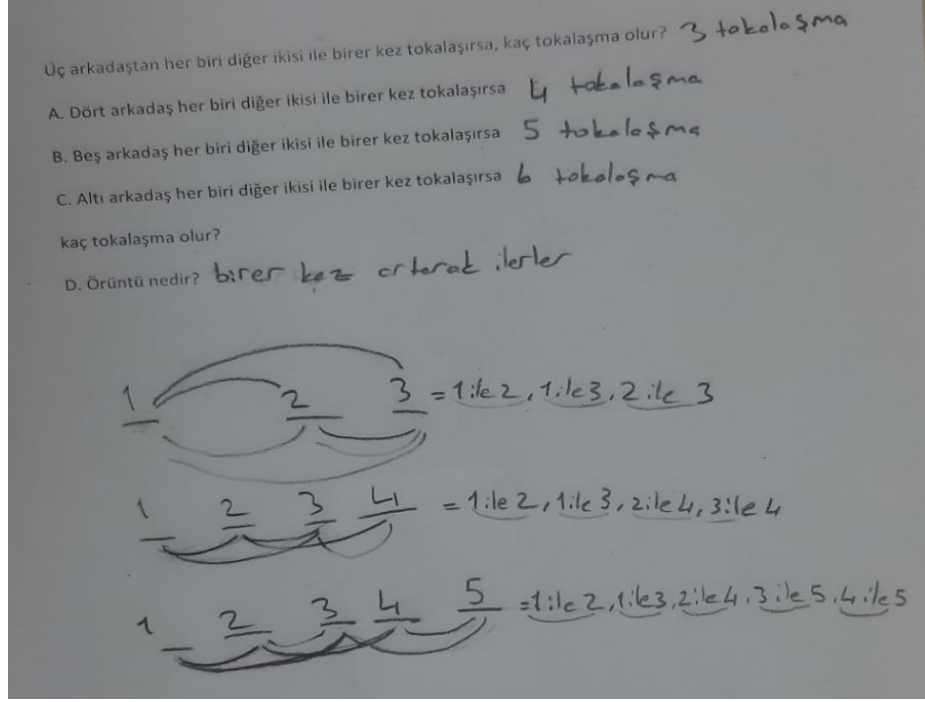 Üç arkadaştan her biri diğer ikisi ile birer kez tokalaşırsa, kaç tokalaşma olur? 3 tokalaşma
A. Dört arkadaş her biri diğer ikisi ile birer kez tokalaşırsa 4 tokalaşma
B. Beş arkadaş her biri diğer ikisi ile birer kez tokalaşırsa 5 tokalaşma
C. Altı arkadaş her biri diğer ikisi ile birer kez tokalaşırsa 6 tokalaşma
kaç tokalaşma olur?
D. Örüntü nedir? birer kez artarak ilerler
1 2 3 = 1 ile 2, 1 ile 3, 2 ile 3
1 2 3 4 = 1 ile 2, 1 ile 3, 2 ile 4, 3 ile 4
1 2 3 4 5 = 1 ile 2, 1 ile 3, 2 ile 4, 3 ile 5, 4 ile 5